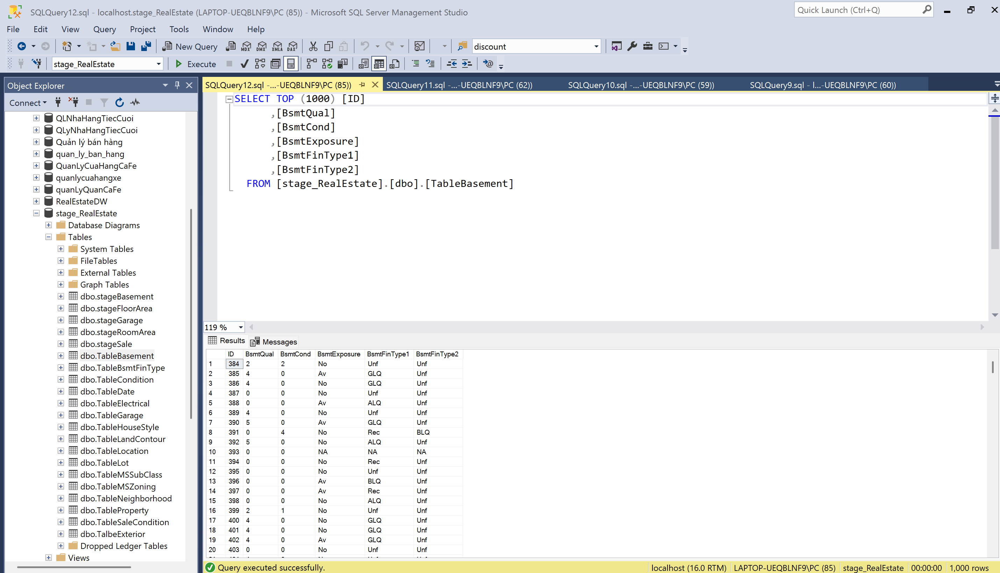 SQLQuery12.sql - localhost.stage_RealEstate (LAPTOP-UEQBLNF9\PC (85)) - Microsoft SQL Server Management Studio
Quick Launch (Ctrl+Q)
File Edit View Query Project Tools Window Help
New Query MDX DMX XMLA DAX discount
stage_RealEstate Execute
Object Explorer
Connect
QLNhaHangTiecCuoi
QLyNhaHangTiecCuoi
Quản lý bán hàng
quan_ly_ban_hang
QuanLyCuaHangCaFe
quanlycuahangxe
quanLyQuanCaFe
RealEstateDW
stage_RealEstate
Database Diagrams
Tables
System Tables
FileTables
External Tables
Graph Tables
dbo.stageBasement
dbo.stageFloorArea
dbo.stageGarage
dbo.stageRoomArea
dbo.stageSale
dbo.TableBasement
dbo.TableBsmtFinType
dbo.TableCondition
dbo.TableDate
dbo.TableElectrical
dbo.TableGarage
dbo.TableHouseStyle
dbo.TableLandContour
dbo.TableLocation
dbo.TableLot
dbo.TableMSSubClass
dbo.TableMSZoning
dbo.TableNeighborhood
dbo.TableProperty
dbo.TableSaleCondition
dbo.TalbeExterior
Dropped Ledger Tables
Views
SQLQuery12.sql -...-UEQBLNF9\PC (85)) SQLQuery11.sql -...-UEQBLNF9\PC (62)) SQLQuery10.sql -...-UEQBLNF9\PC (59)) SQLQuery9.sql - l...-UEQBLNF9\PC (60))
SELECT TOP (1000) [ID]
,[BsmtQual]
,[BsmtCond]
,[BsmtExposure]
,[BsmtFinType1]
,[BsmtFinType2]
FROM [stage_RealEstate].[dbo].[TableBasement]
119 %
Results Messages
ID BsmtQual BsmtCond BsmtExposure BsmtFinType1 BsmtFinType2
1 384 2 2 No Unf Unf
2 385 4 0 Av GLQ Unf
3 386 4 0 No GLQ Unf
4 387 0 0 No Unf Unf
5 388 0 0 Av ALQ Unf
6 389 4 0 No Unf Unf
7 390 5 0 Av GLQ Unf
8 391 0 4 No Rec BLQ
9 392 5 0 No ALQ Unf
10 393 0 0 NA NA NA
11 394 0 0 No Rec Unf
12 395 0 0 No Unf Unf
13 396 0 0 Av BLQ Unf
14 397 0 0 Av Rec Unf
15 398 0 0 No ALQ Unf
16 399 2 1 No Unf Unf
17 400 4 0 No GLQ Unf
18 401 4 0 No GLQ Unf
19 402 4 0 Av GLQ Unf
20 403 0 0 No Unf Unf
Query executed successfully.
localhost (16.0 RTM) LAPTOP-UEQBLNF9\PC (85) stage_RealEstate 00:00:00 1,000 rows